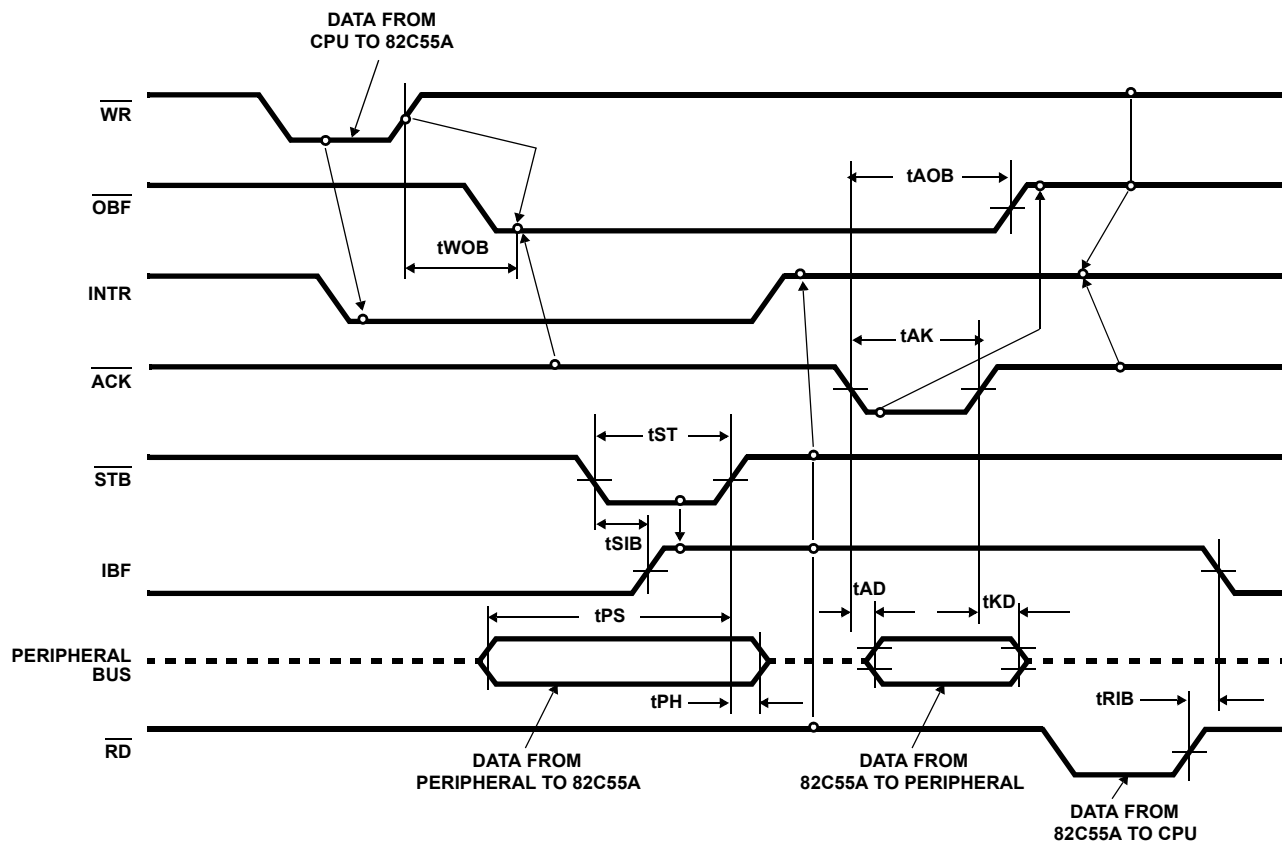 DATA FROM
CPU TO 82C55A
WR
tAOB
OBF
tWOB
INTR
tAK
ACK
tST
STB
tSIB
IBF
tAD
tKD
tPS
PERIPHERAL
BUS
tPH
tRIB
RD
DATA FROM
PERIPHERAL TO 82C55A
DATA FROM
82C55A TO PERIPHERAL
DATA FROM
82C55A TO CPU